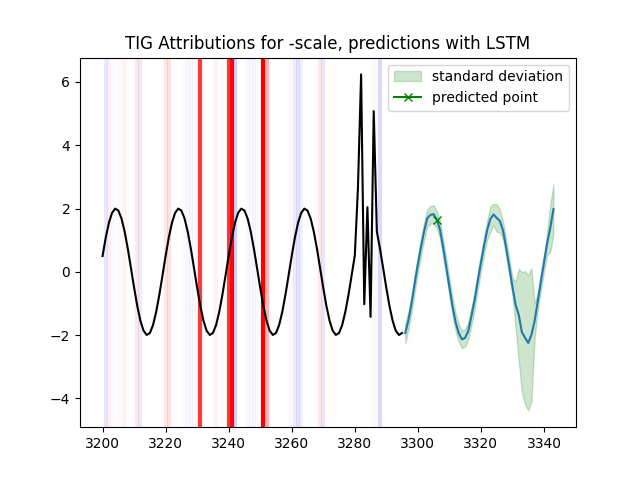 TIG Attributions for -scale, predictions with LSTM
standard deviation
predicted point
6
4
2
0
−2
−4
3200 3220 3240 3260 3280 3300 3320 3340